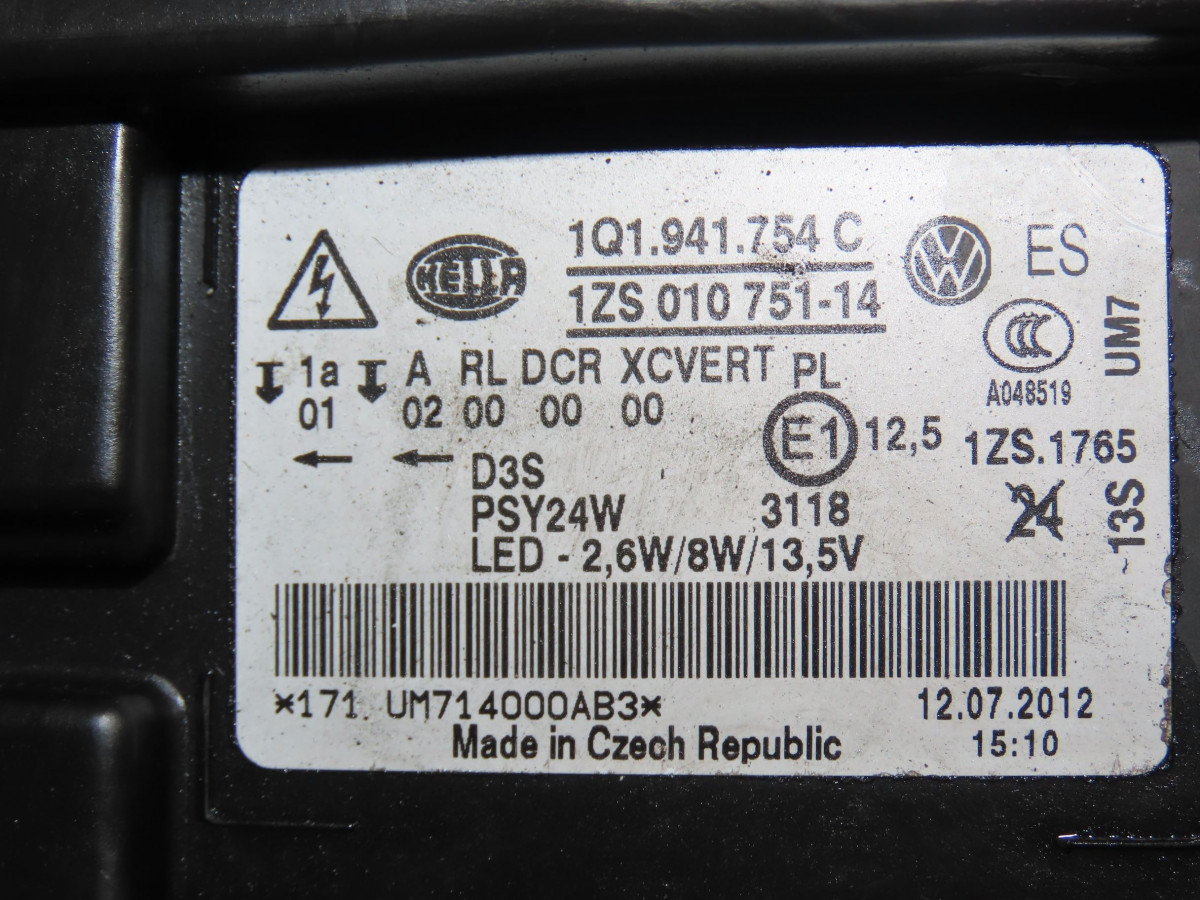 HELLA
1Q1.941.754 C
1ZS 010 751-14
ES
1a A RL DCR XCVERT PL
01 02 00 00 00
E1 12,5
A048519
UM7
1ZS.1765
D3S
PSY24W 3118
24
13S
LED - 2,6W/8W/13,5V
*171 UM714000AB3*
12.07.2012
Made in Czech Republic
15:10